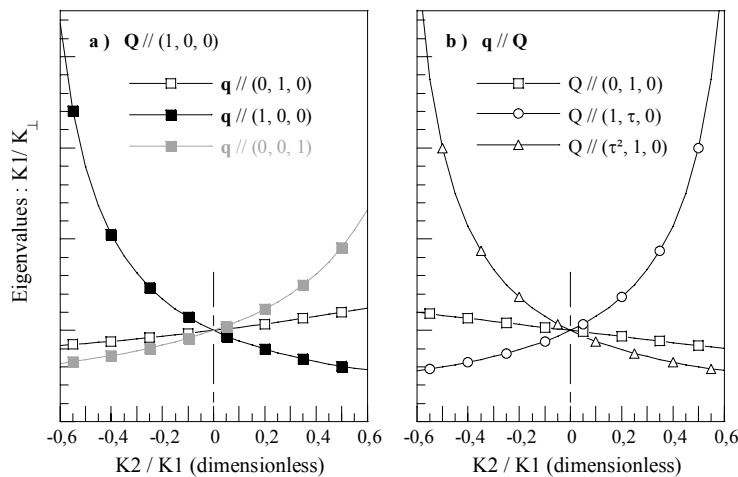 a ) Q // (1, 0, 0)
q // (0, 1, 0)
q // (1, 0, 0)
q // (0, 0, 1)
b ) q // Q
Q // (0, 1, 0)
Q // (1, τ, 0)
Q // (τ², 1, 0)
Eigenvalues : K1/ K⊥
-0,6 -0,4 -0,2 0 0,2 0,4 0,6
K2 / K1 (dimensionless)
-0,6 -0,4 -0,2 0 0,2 0,4 0,6
K2 / K1 (dimensionless)